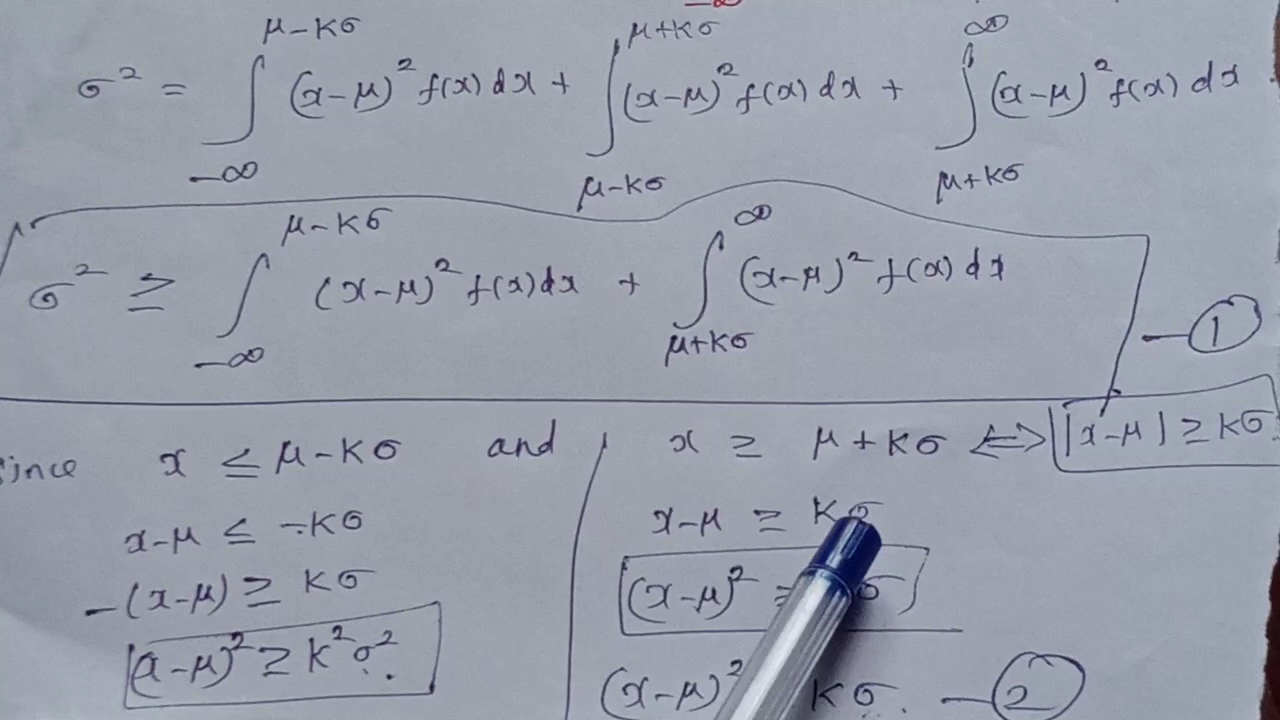 σ² = ∫_{-∞}^{μ-kσ} (x-μ)² f(x) dx + ∫_{μ-kσ}^{μ+kσ} (x-μ)² f(x) dx + ∫_{μ+kσ}^{∞} (x-μ)² f(x) dx
σ² ≥ ∫_{-∞}^{μ-kσ} (x-μ)² f(x) dx + ∫_{μ+kσ}^{∞} (x-μ)² f(x) dx — ①
since x ≤ μ-kσ and x ≥ μ+kσ ⇔ |x-μ| ≥ kσ
x-μ ≤ -kσ
-(x-μ) ≥ kσ
(x-μ)² ≥ k²σ².
x-μ ≥ kσ
(x-μ)² ≥ σ
(x-μ)² kσ. — ②